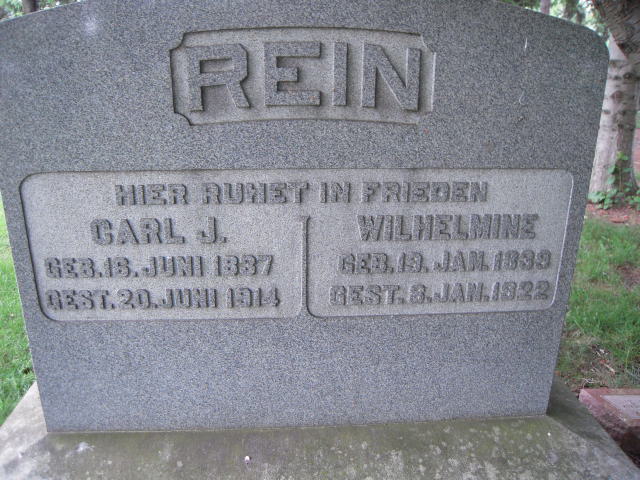 REIN
HIER RUHET IN FRIEDEN
CARL J.
GEB. 16. JUNI 1837
GEST. 20. JUNI 1914
WILHELMINE
GEB. 19. JAN.
GEST. 8. JAN. 1922